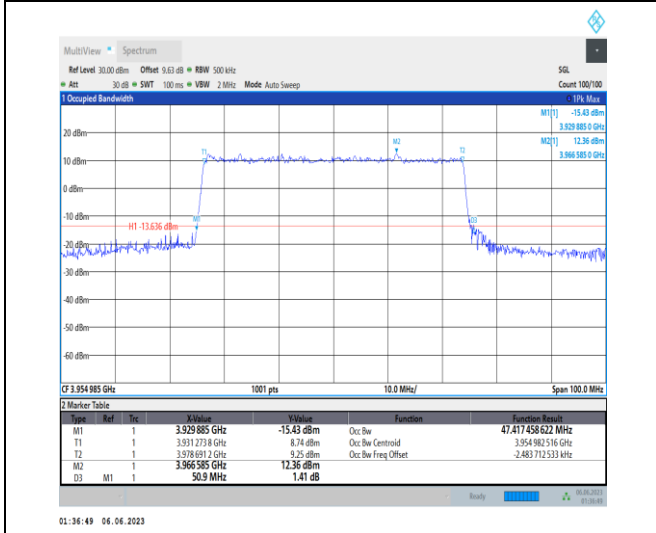 MultiView Spectrum
Ref Level 30.00 dBm Offset 9.63 dB RBW 500 kHz SGL
Att 30 dB SWT 100 ms VBW 2 MHz Mode Auto Sweep Count 100/100
1 Occupied Bandwidth 1Pk Max
M1[1] -15.43 dBm
3.929 885 0 GHz
M2[1] 12.36 dBm
3.966 585 0 GHz
20 dBm
M2
T1 T2
10 dBm
0 dBm
-10 dBm
M1 D3
H1 -13.636 dBm
-20 dBm
-30 dBm
-40 dBm
-50 dBm
-60 dBm
CF 3.954 985 GHz 1001 pts 10.0 MHz/ Span 100.0 MHz
2 Marker Table
Type Ref Trc X-Value Y-Value Function Function Result
M1 1 3.929 885 GHz -15.43 dBm Occ Bw 47.417 458 622 MHz
T1 1 3.931 273 8 GHz 8.74 dBm Occ Bw Centroid 3.954 982 516 GHz
T2 1 3.978 691 2 GHz 9.25 dBm Occ Bw Freq Offset -2.483 712 533 kHz
M2 1 3.966 585 GHz 12.36 dBm
D3 M1 1 50.9 MHz 1.41 dB
Ready 06.06.2023
01:36:49
01:36:49 06.06.2023